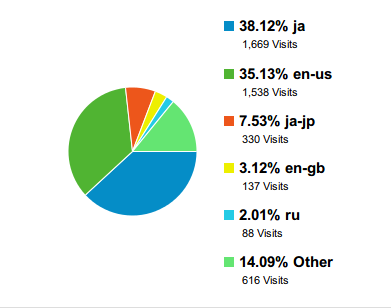 38.12% ja
1,669 Visits
35.13% en-us
1,538 Visits
7.53% ja-jp
330 Visits
3.12% en-gb
137 Visits
2.01% ru
88 Visits
14.09% Other
616 Visits